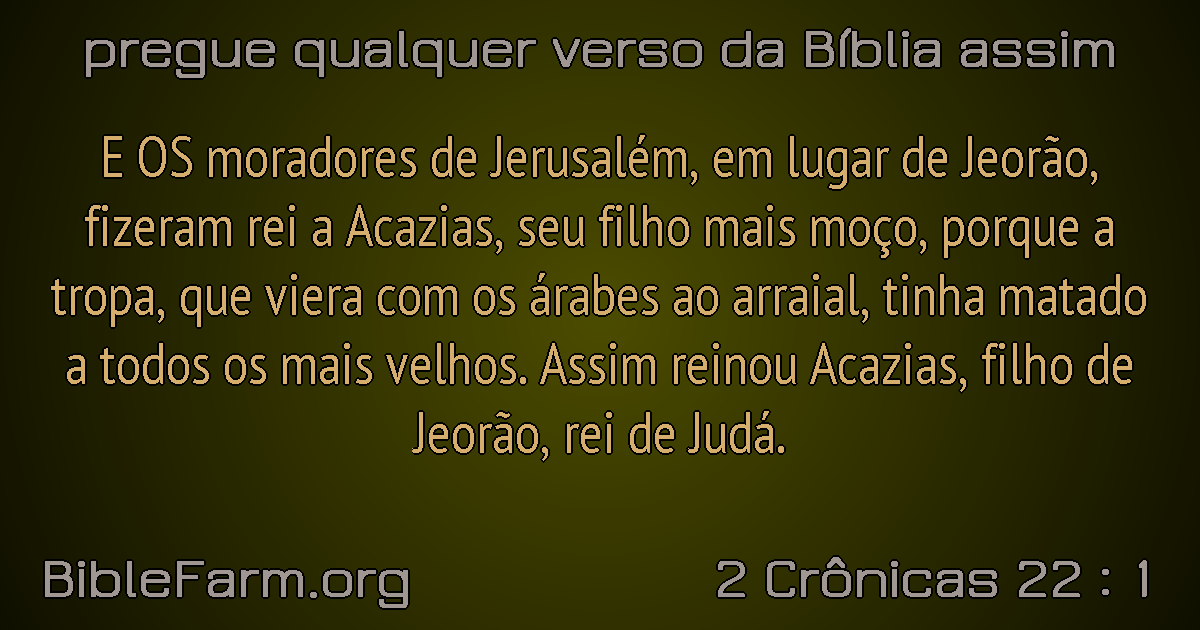 pregue qualquer verso da Bíblia assim
E OS moradores de Jerusalém, em lugar de Jeorão,
fizeram rei a Acazias, seu filho mais moço, porque a
tropa, que viera com os árabes ao arraial, tinha matado
a todos os mais velhos. Assim reinou Acazias, filho de
Jeorão, rei de Judá.
BibleFarm.org
2 Crônicas 22 : 1